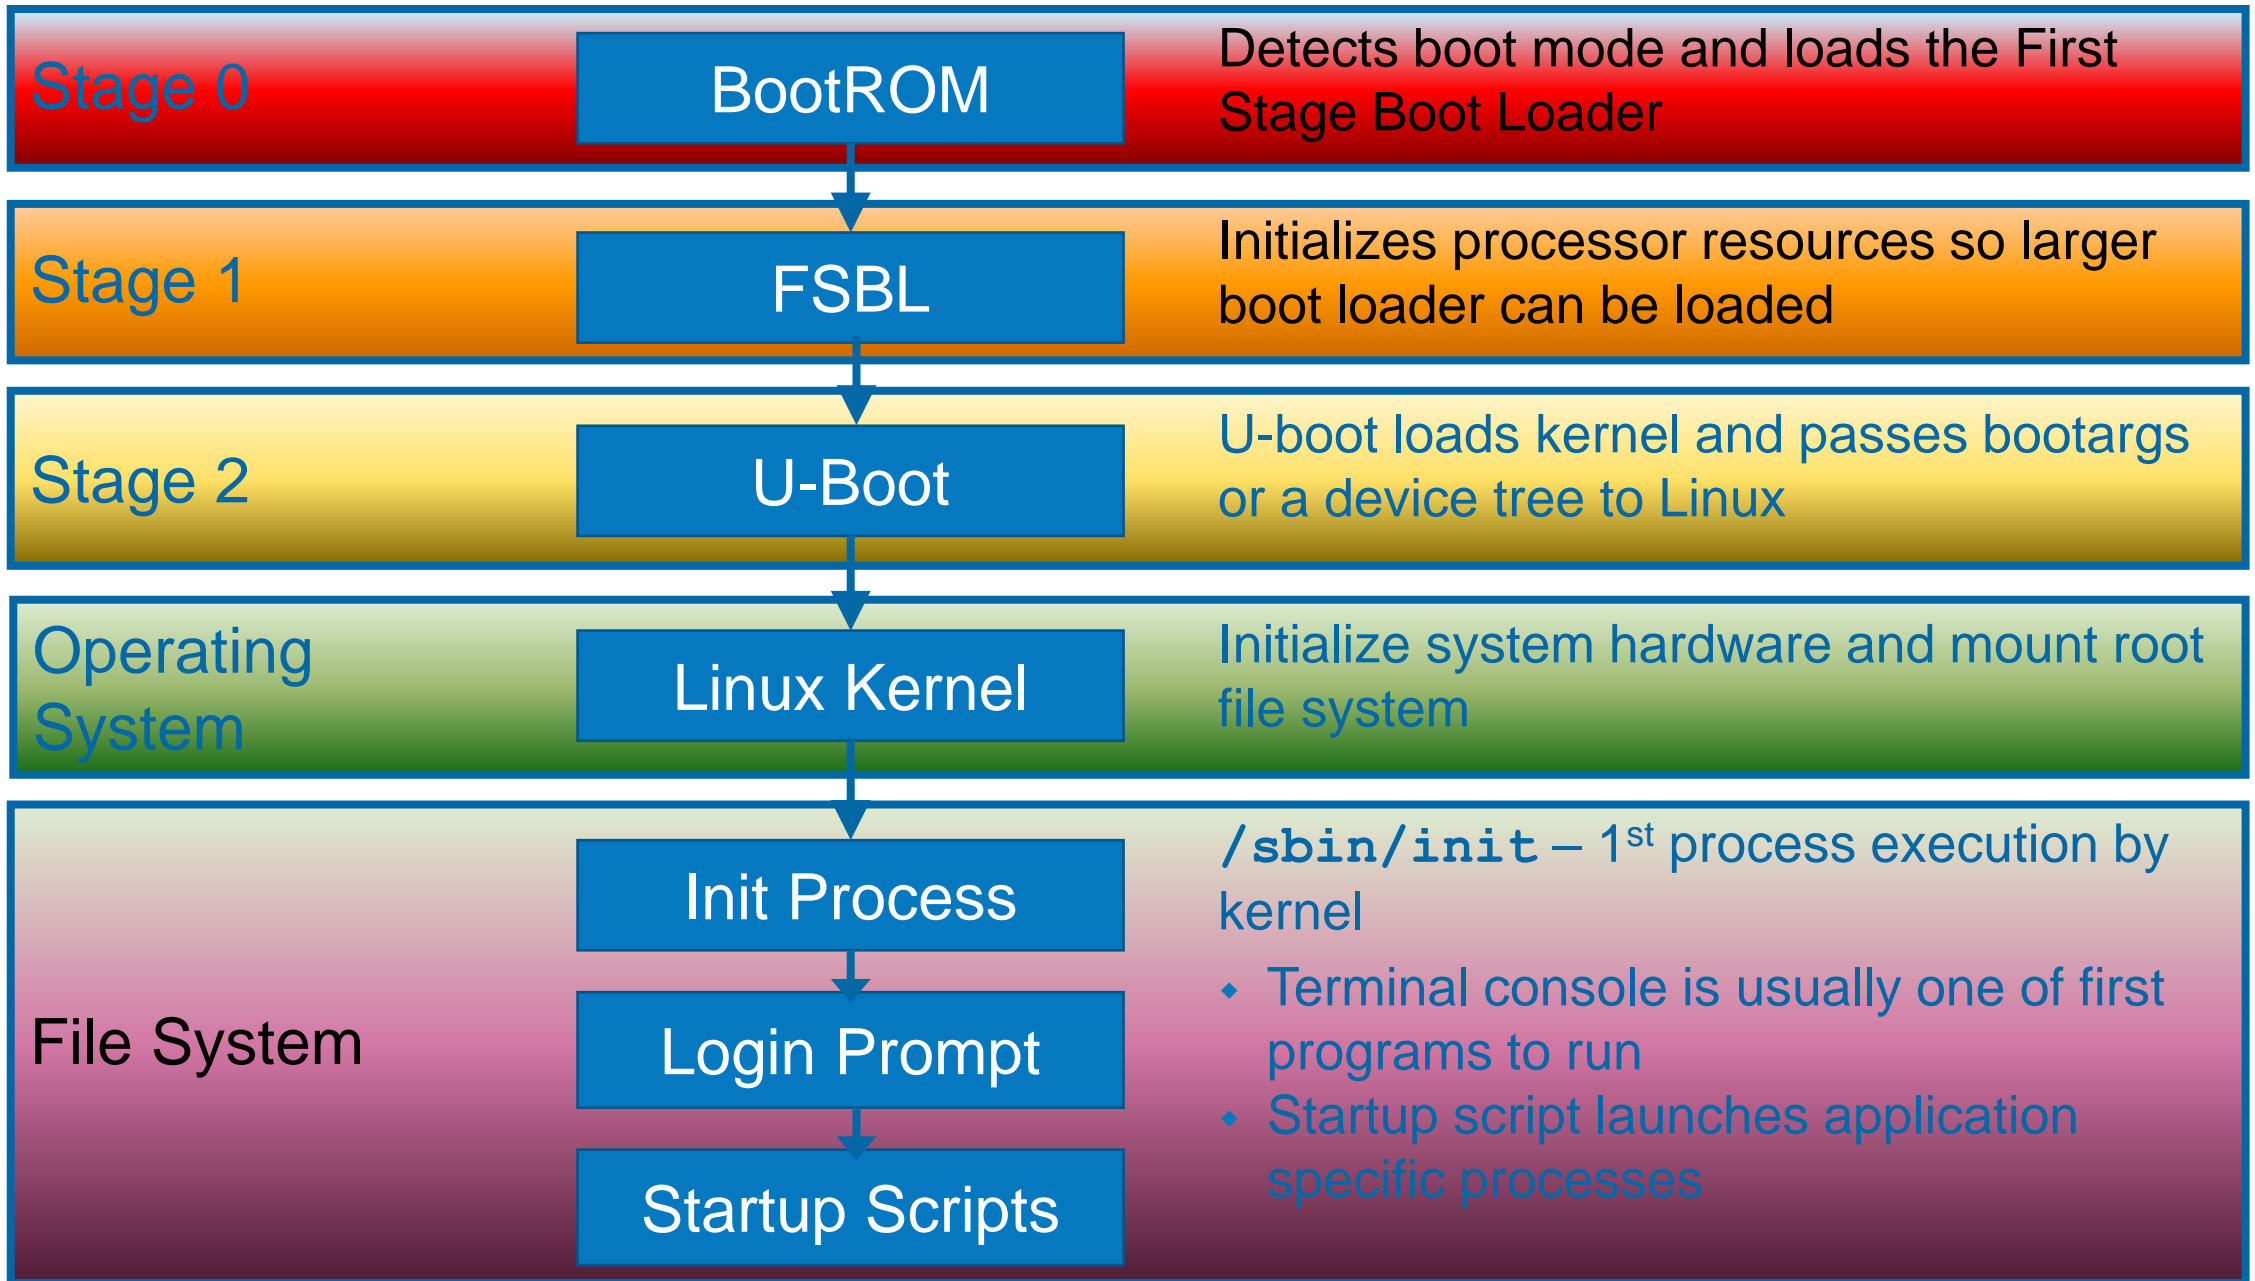 Stage 0
BootROM
Detects boot mode and loads the First
Stage Boot Loader
Stage 1
FSBL
Initializes processor resources so larger
boot loader can be loaded
Stage 2
U-Boot
U-boot loads kernel and passes bootargs
or a device tree to Linux
Operating
System
Linux Kernel
Initialize system hardware and mount root
file system
File System
Init Process
Login Prompt
Startup Scripts
/sbin/init – 1st process execution by
kernel
Terminal console is usually one of first
programs to run
Startup script launches application
specific processes